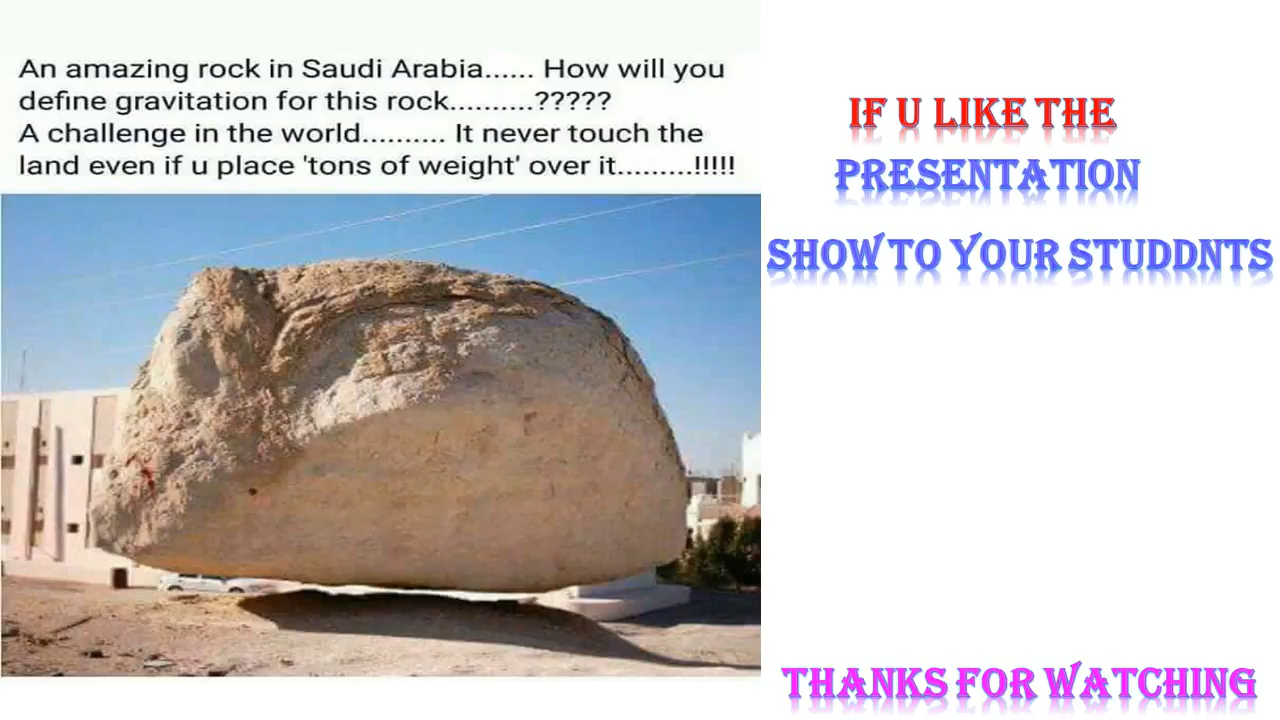 An amazing rock in Saudi Arabia...... How will you
define gravitation for this rock..........?????
A challenge in the world.......... It never touch the
land even if u place 'tons of weight' over it.........!!!!!
IF U LIKE THE
PRESENTATION
SHOW TO YOUR STUDDNTS
THANKS FOR WATCHING